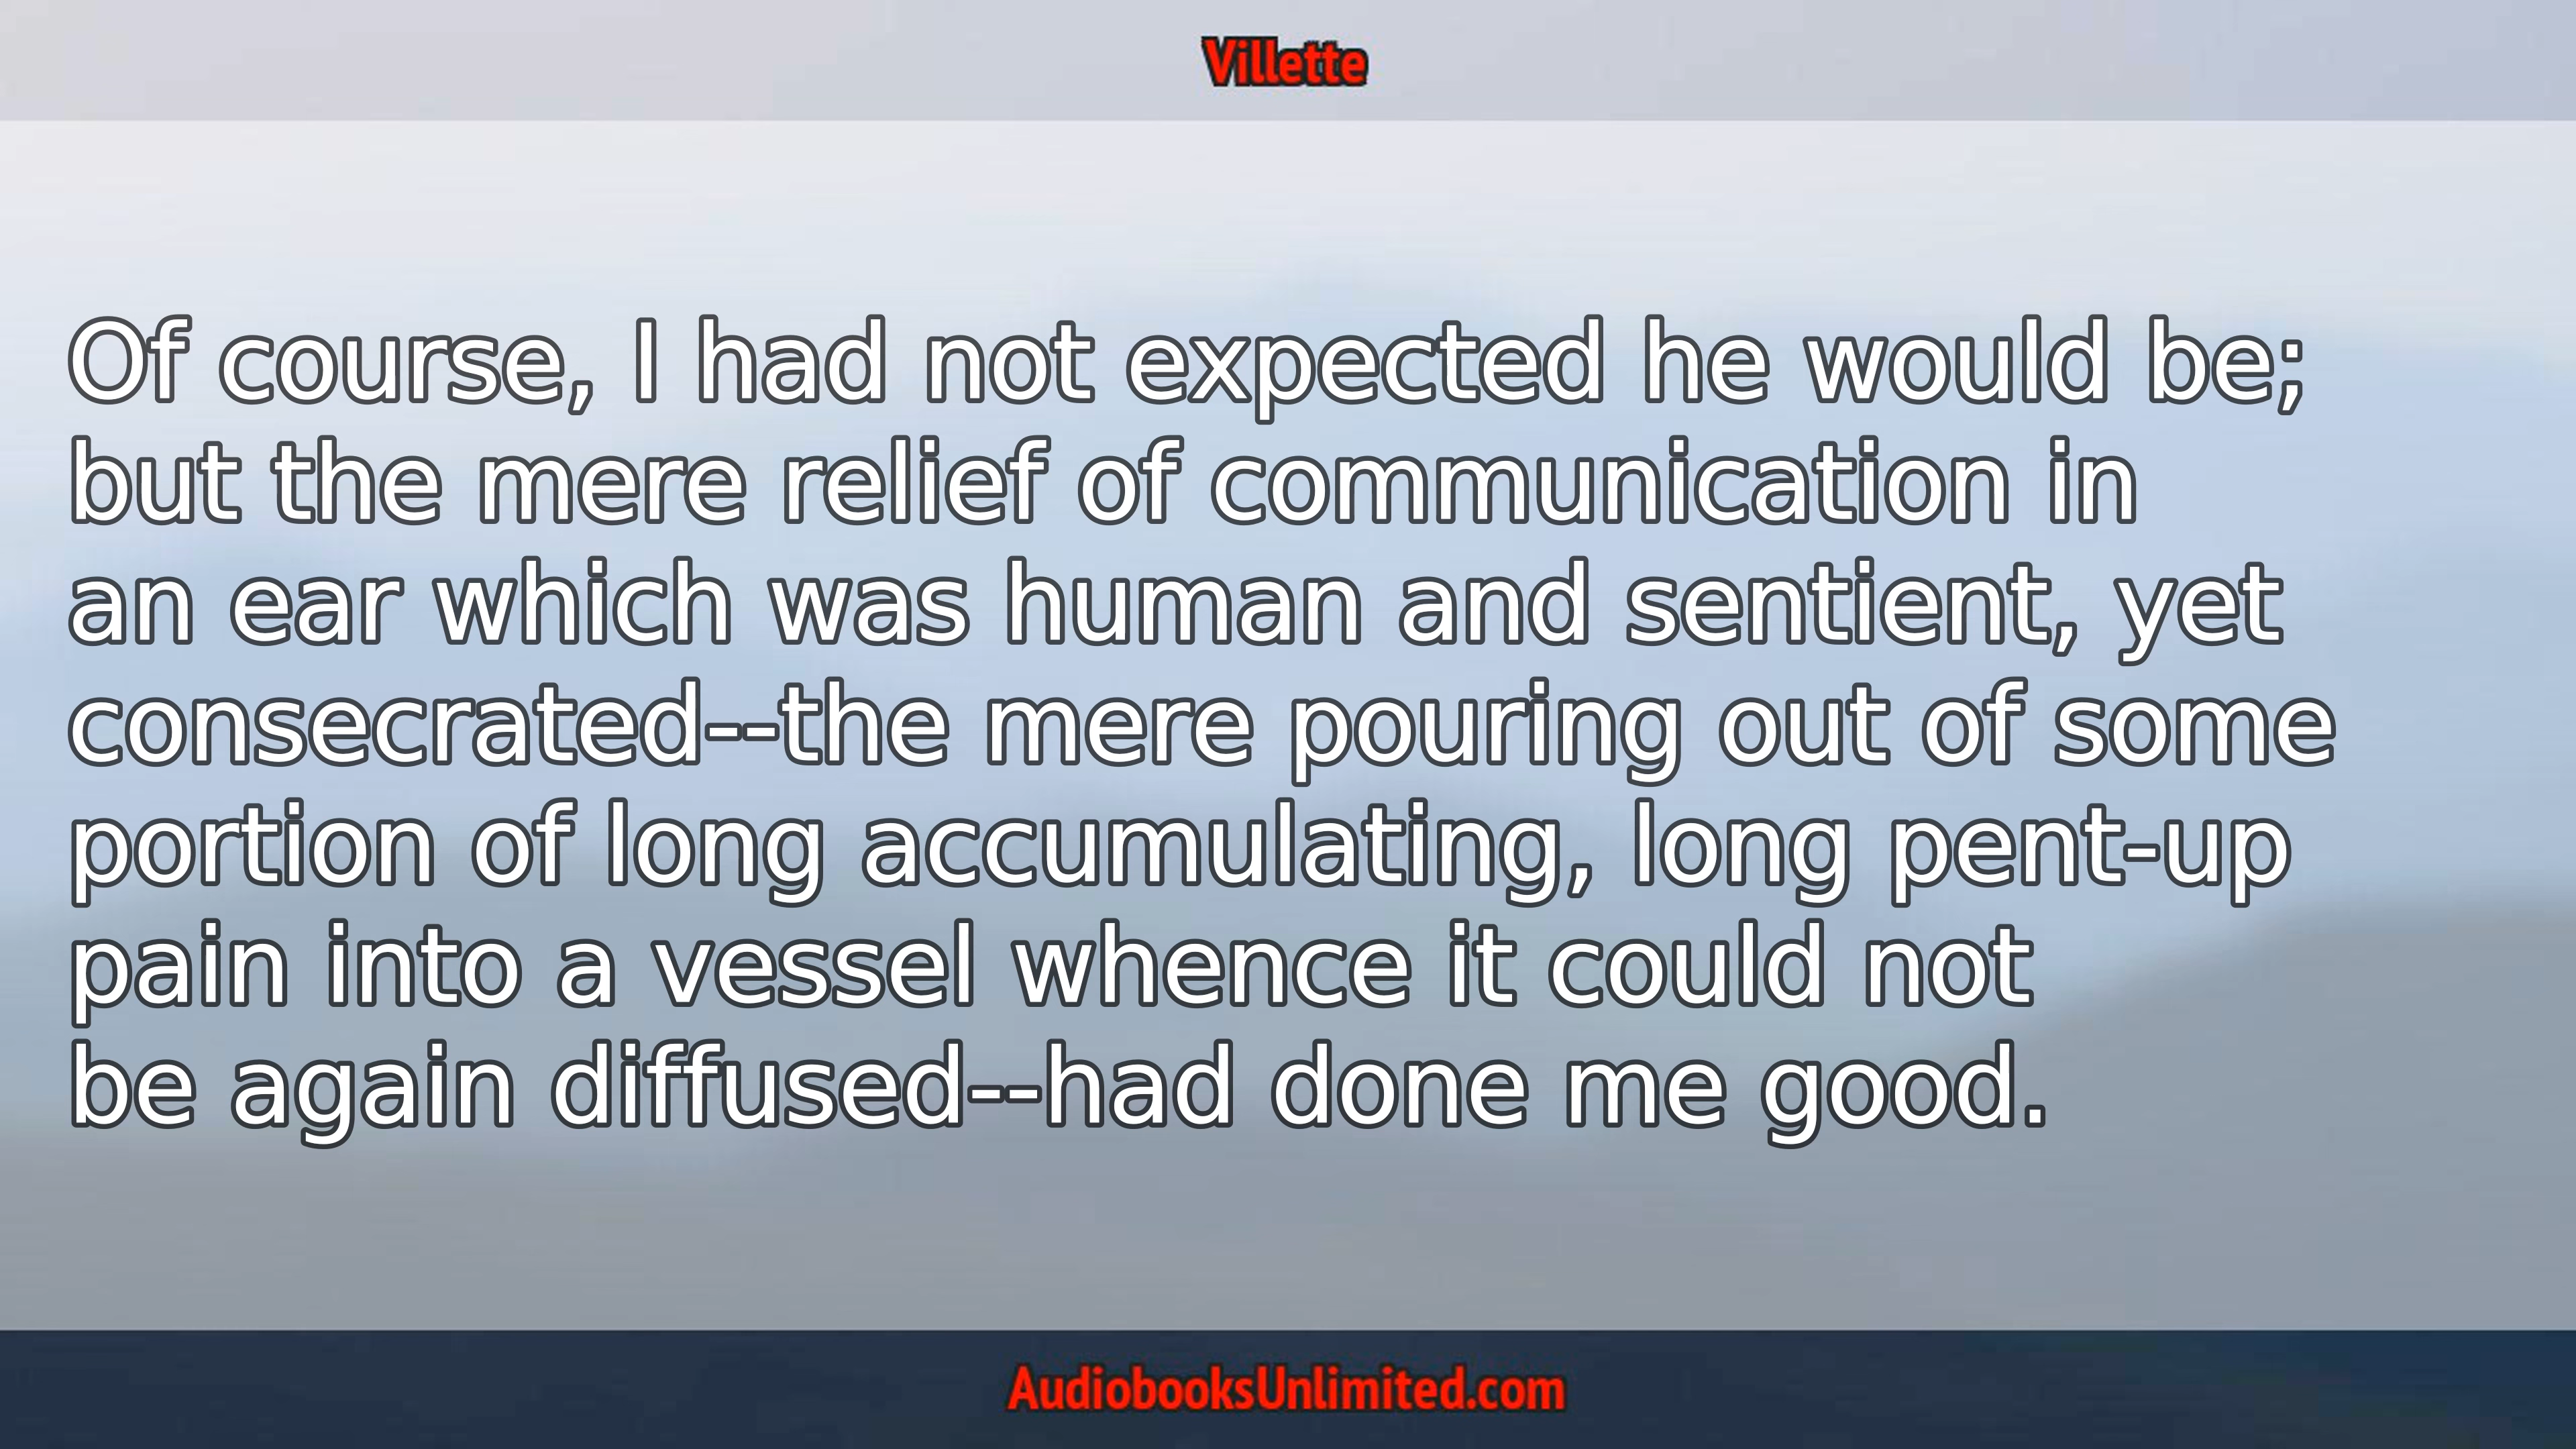 Villette
Of course, I had not expected he would be;
but the mere relief of communication in
an ear which was human and sentient, yet
consecrated--the mere pouring out of some
portion of long accumulating, long pent-up
pain into a vessel whence it could not
be again diffused--had done me good.
AudiobooksUnlimited.com